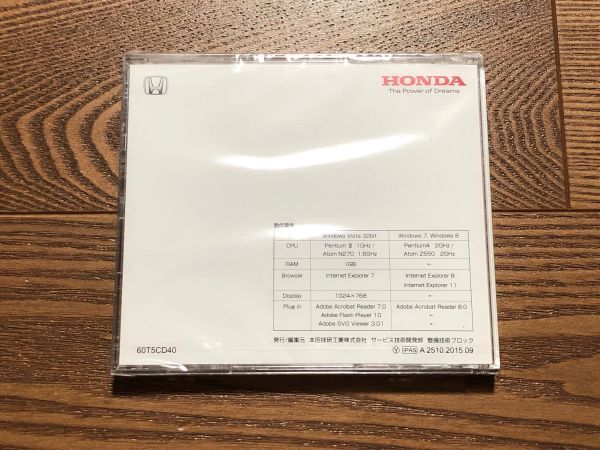 HONDA
The Power of Dreams
動作環境
Windows Vista 32bit Windows 7, Windows 8
CPU Pentium Ⅲ 1GHz / Pentium4 2GHz /
Atom N270 1.6GHz Atom Z550 2GHz
RAM 1GB ←
Browser Internet Explorer 7 Internet Explorer 8
Internet Explorer 11
Display 1024×768 ←
Plug in Adobe Acrobat Reader 7.0 Adobe Acrobat Reader 8.0
Adobe Flash Player 10 ←
Adobe SVG Viewer 3.01 ←
60T5CD40
発行/編集元 本田技研工業株式会社 サービス技術開発部 整備技術ブロック
Ⓨ IPAS A 2510.2015.09